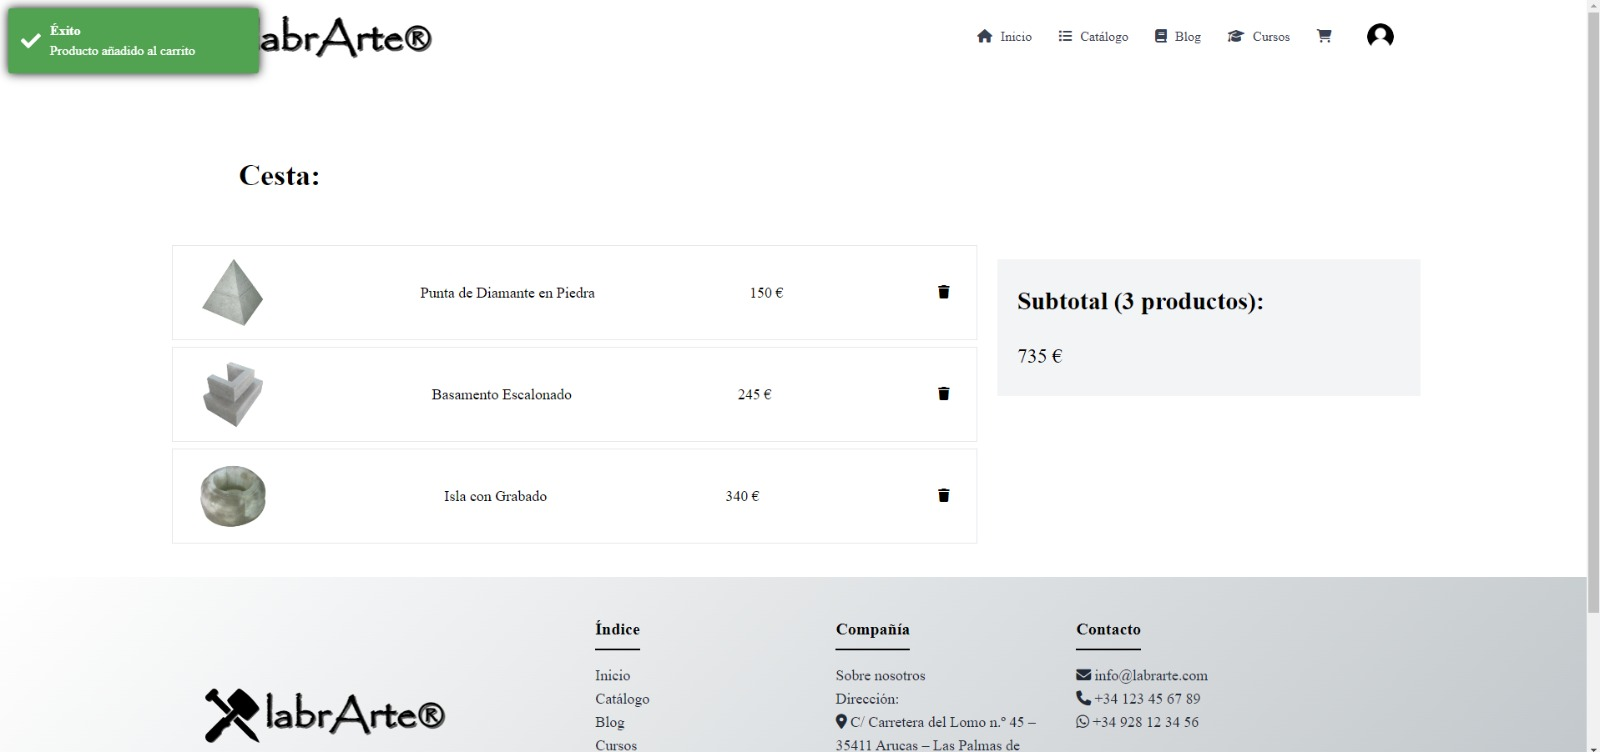 Éxito
Producto añadido al carrito
labrArte®
Inicio
Catálogo
Blog
Cursos
Cesta:
Punta de Diamante en Piedra
150 €
Basamento Escalonado
245 €
Isla con Grabado
340 €
Subtotal (3 productos):
735 €
labrArte®
Índice
Inicio
Catálogo
Blog
Cursos
Compañía
Sobre nosotros
Dirección:
C/ Carretera del Lomo n.º 45 –
35411 Arucas – Las Palmas de
Contacto
info@labrarte.com
+34 123 45 67 89
+34 928 12 34 56